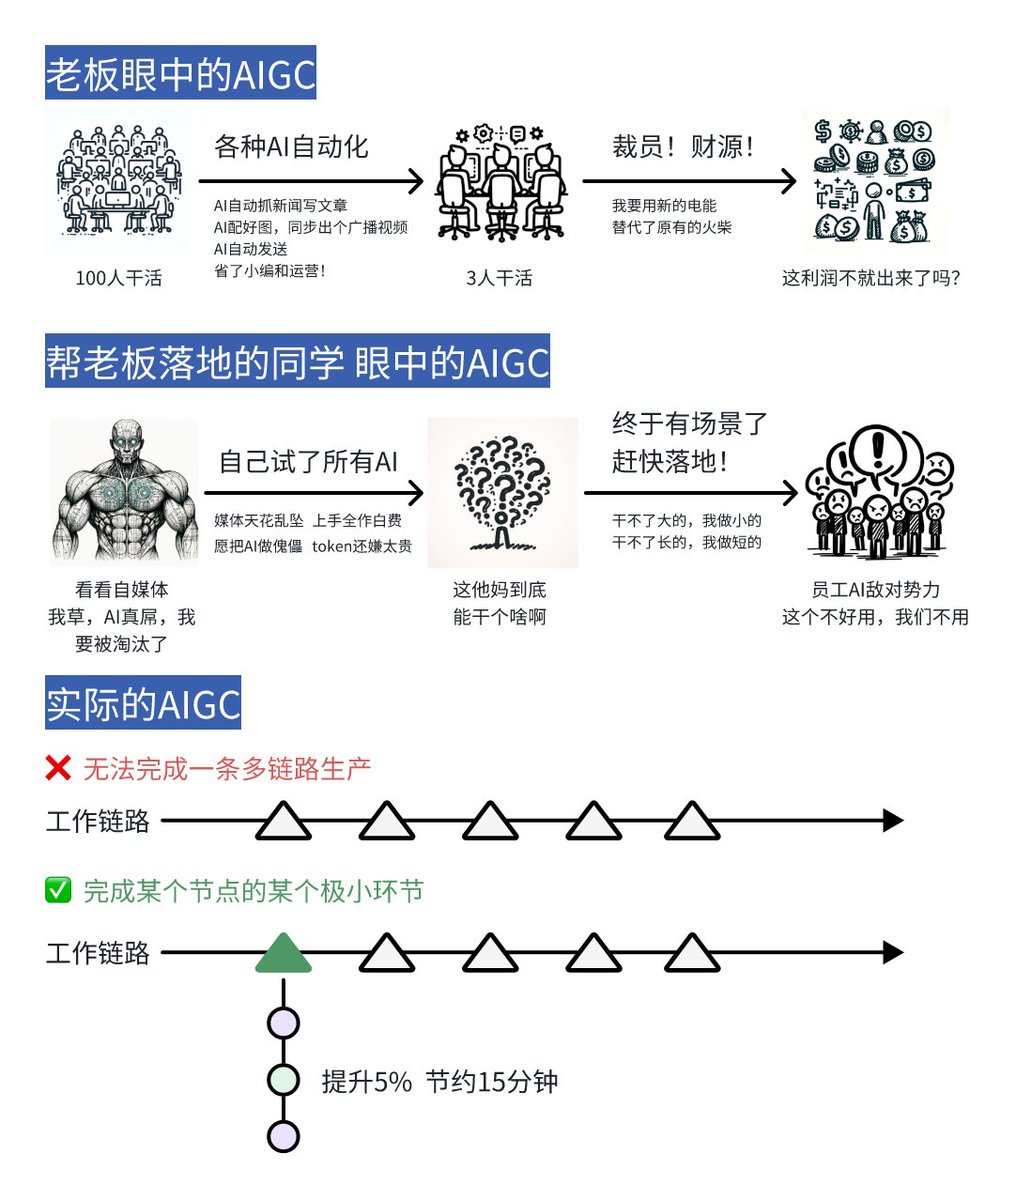 老板眼中的AIGC
各种AI自动化
AI自动抓新闻写文章
AI配好图，同步出个广播视频
AI自动发送
省了小编和运营！
裁员！财源！
我要用新的电能
替代了原有的火柴
100人干活
3人干活
这利润不就出来了吗？
帮老板落地的同学 眼中的AIGC
自己试了所有AI
媒体天花乱坠 上手全作白费
愿把AI做傀儡 token还嫌太贵
终于有场景了
赶快落地！
干不了大的，我做小的
干不了长的，我做短的
看看自媒体
我草，AI真屌，我
要被淘汰了
这他妈到底
能干个啥啊
员工AI敌对势力
这个不好用，我们不用
实际的AIGC
❌ 无法完成一条多链路生产
工作链路
✅ 完成某个节点的某个极小环节
工作链路
提升5% 节约15分钟